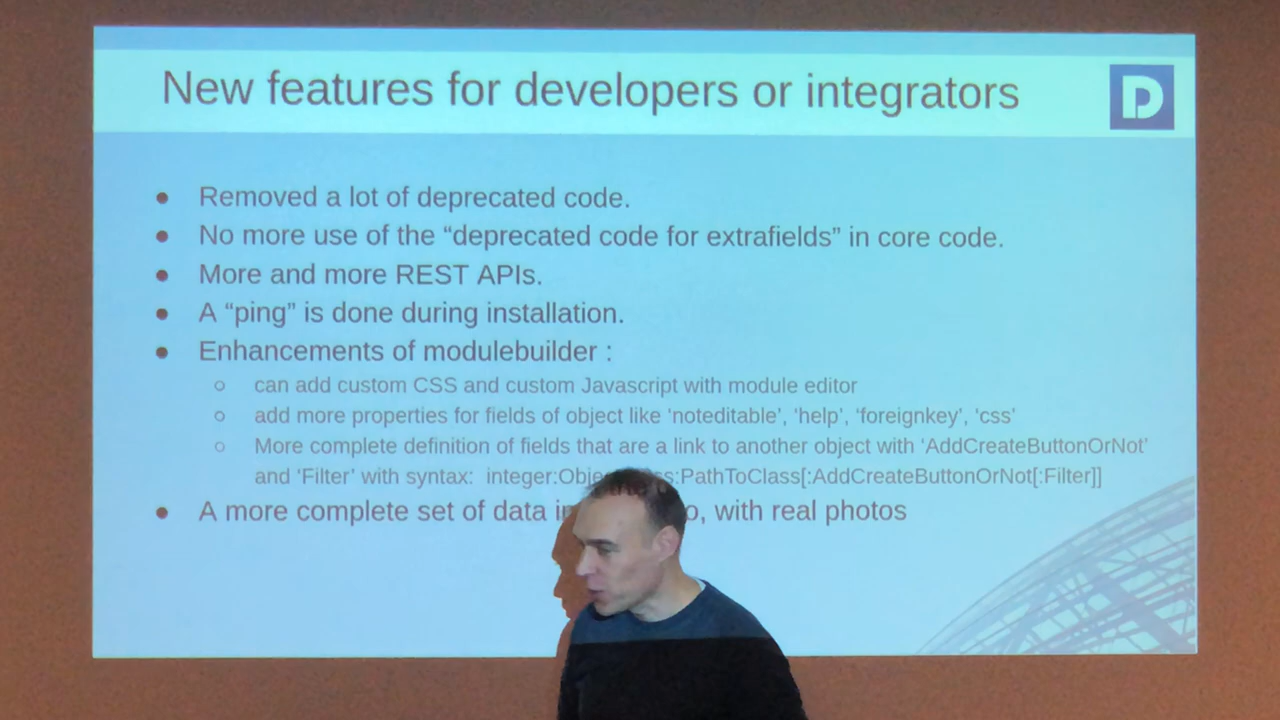 New features for developers or integrators
D
● Removed a lot of deprecated code.
● No more use of the “deprecated code for extrafields” in core code.
● More and more REST APIs.
● A “ping” is done during installation.
● Enhancements of modulebuilder :
○ can add custom CSS and custom Javascript with module editor
○ add more properties for fields of object like ‘noteditable’, ‘help’, ‘foreignkey’, ‘css’
○ More complete definition of fields that are a link to another object with ‘AddCreateButtonOrNot’
and ‘Filter’ with syntax: :PathToClass[:AddCreateButtonOrNot[:Filter]]
● A more complete set of data with real photos